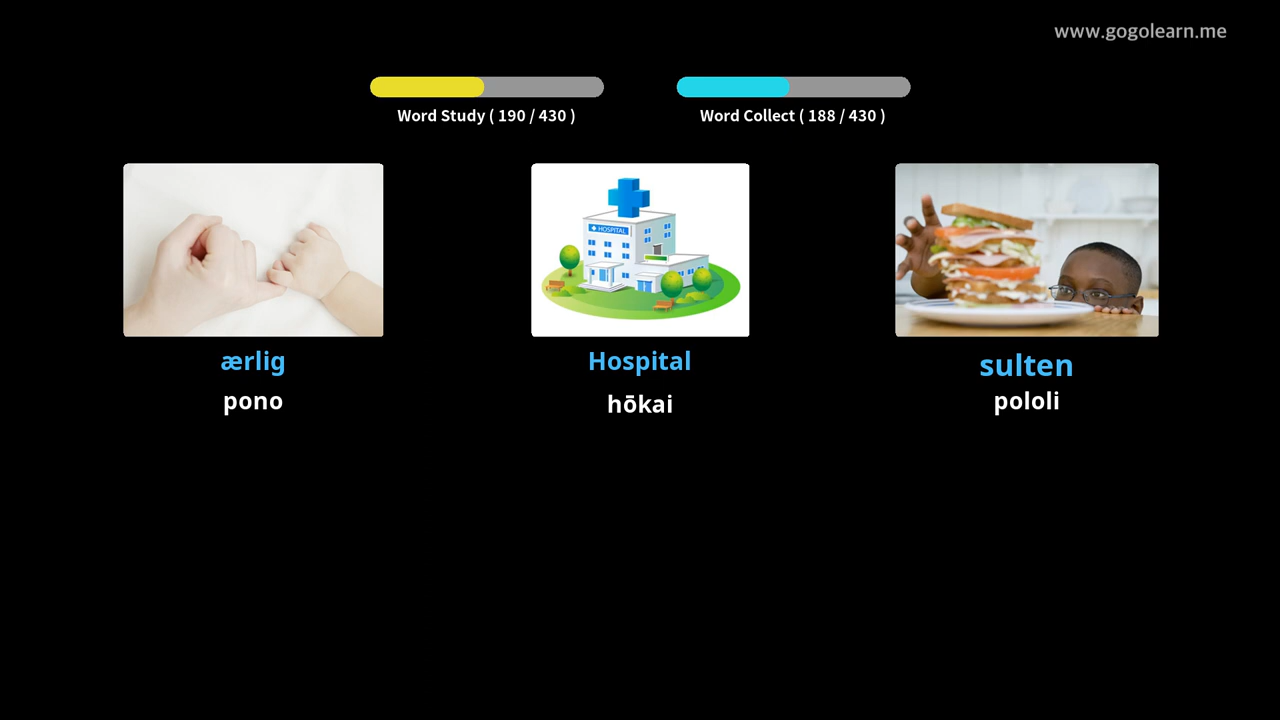 www.gogolearn.me
Word Study ( 190 / 430 )
Word Collect ( 188 / 430 )
HOSPITAL
ærlig
Hospital
sulten
pono
hōkai
pololi